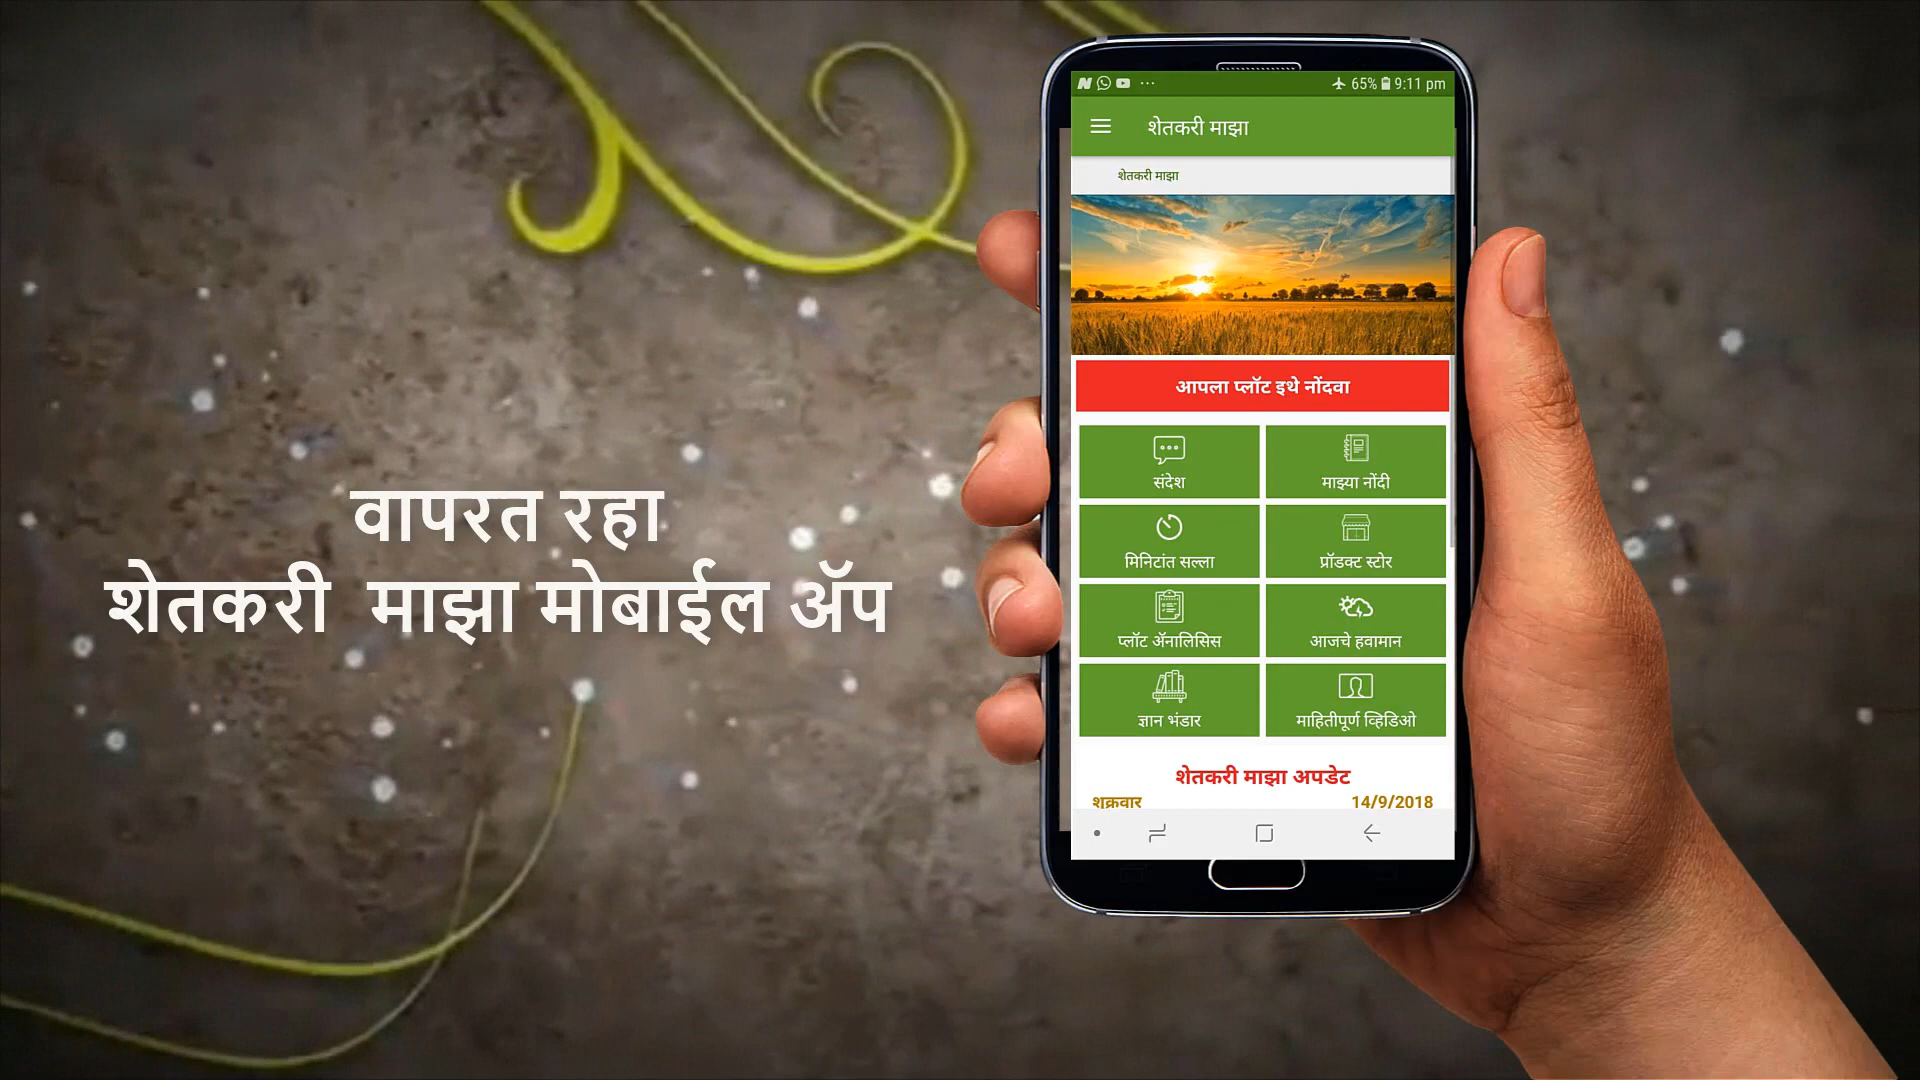 वापरत रहा
शेतकरी माझा मोबाईल ॲप
65% 9:11 pm
शेतकरी माझा
शेतकरी माझा
आपला प्लॉट इथे नोंदवा
संदेश
माझ्या नोंदी
मिनिटांत सल्ला
प्रॉडक्ट स्टोर
प्लॉट ॲनालिसिस
आजचे हवामान
ज्ञान भंडार
माहितीपूर्ण व्हिडिओ
शेतकरी माझा अपडेट
शुक्रवार 14/9/2018